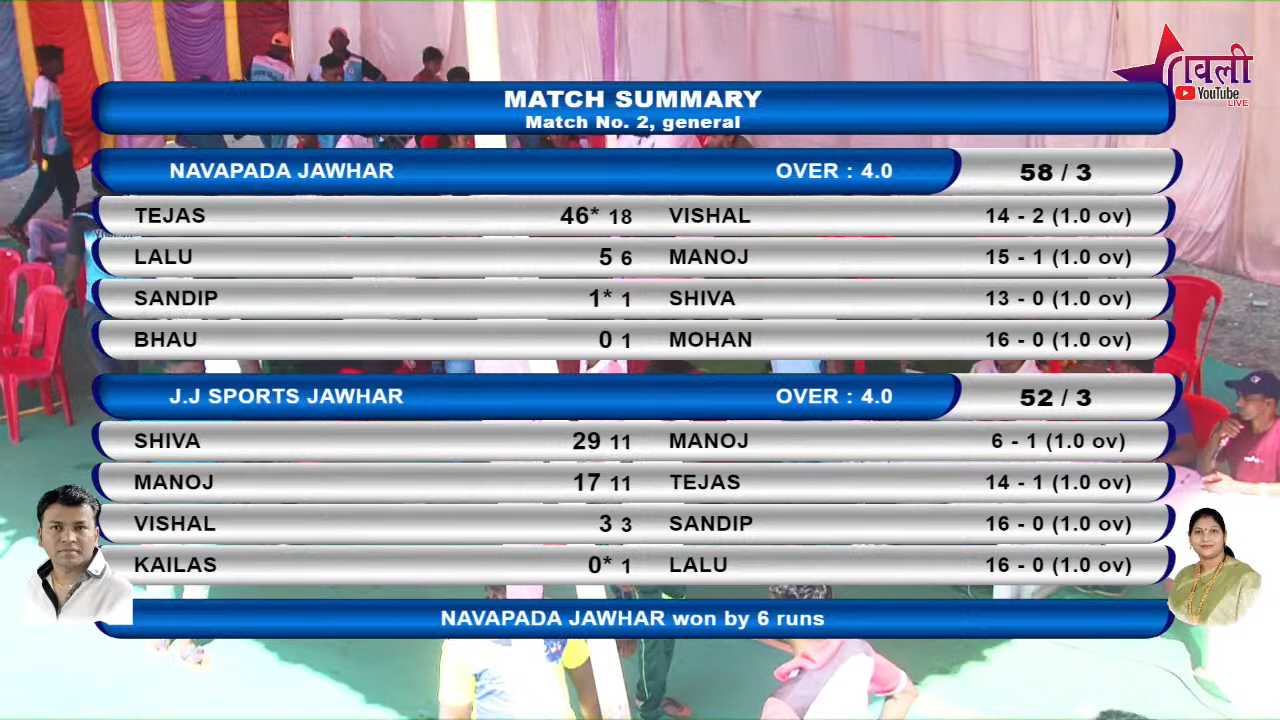 MATCH SUMMARY
Match No. 2, general
रावली
YouTube
LIVE
NAVAPADA JAWHAR OVER : 4.0 58 / 3
TEJAS 46* 18 VISHAL 14 - 2 (1.0 ov)
LALU 5 6 MANOJ 15 - 1 (1.0 ov)
SANDIP 1* 1 SHIVA 13 - 0 (1.0 ov)
BHAU 0 1 MOHAN 16 - 0 (1.0 ov)
J.J SPORTS JAWHAR OVER : 4.0 52 / 3
SHIVA 29 11 MANOJ 6 - 1 (1.0 ov)
MANOJ 17 11 TEJAS 14 - 1 (1.0 ov)
VISHAL 3 3 SANDIP 16 - 0 (1.0 ov)
KAILAS 0* 1 LALU 16 - 0 (1.0 ov)
NAVAPADA JAWHAR won by 6 runs